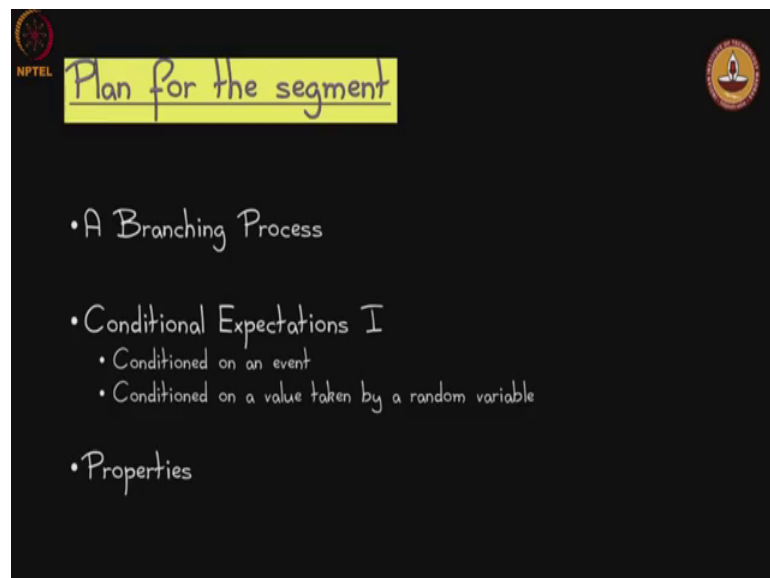 NPTEL
Plan for the segment
• A Branching Process
• Conditional Expectations I
• Conditioned on an event
• Conditioned on a value taken by a random variable
• Properties